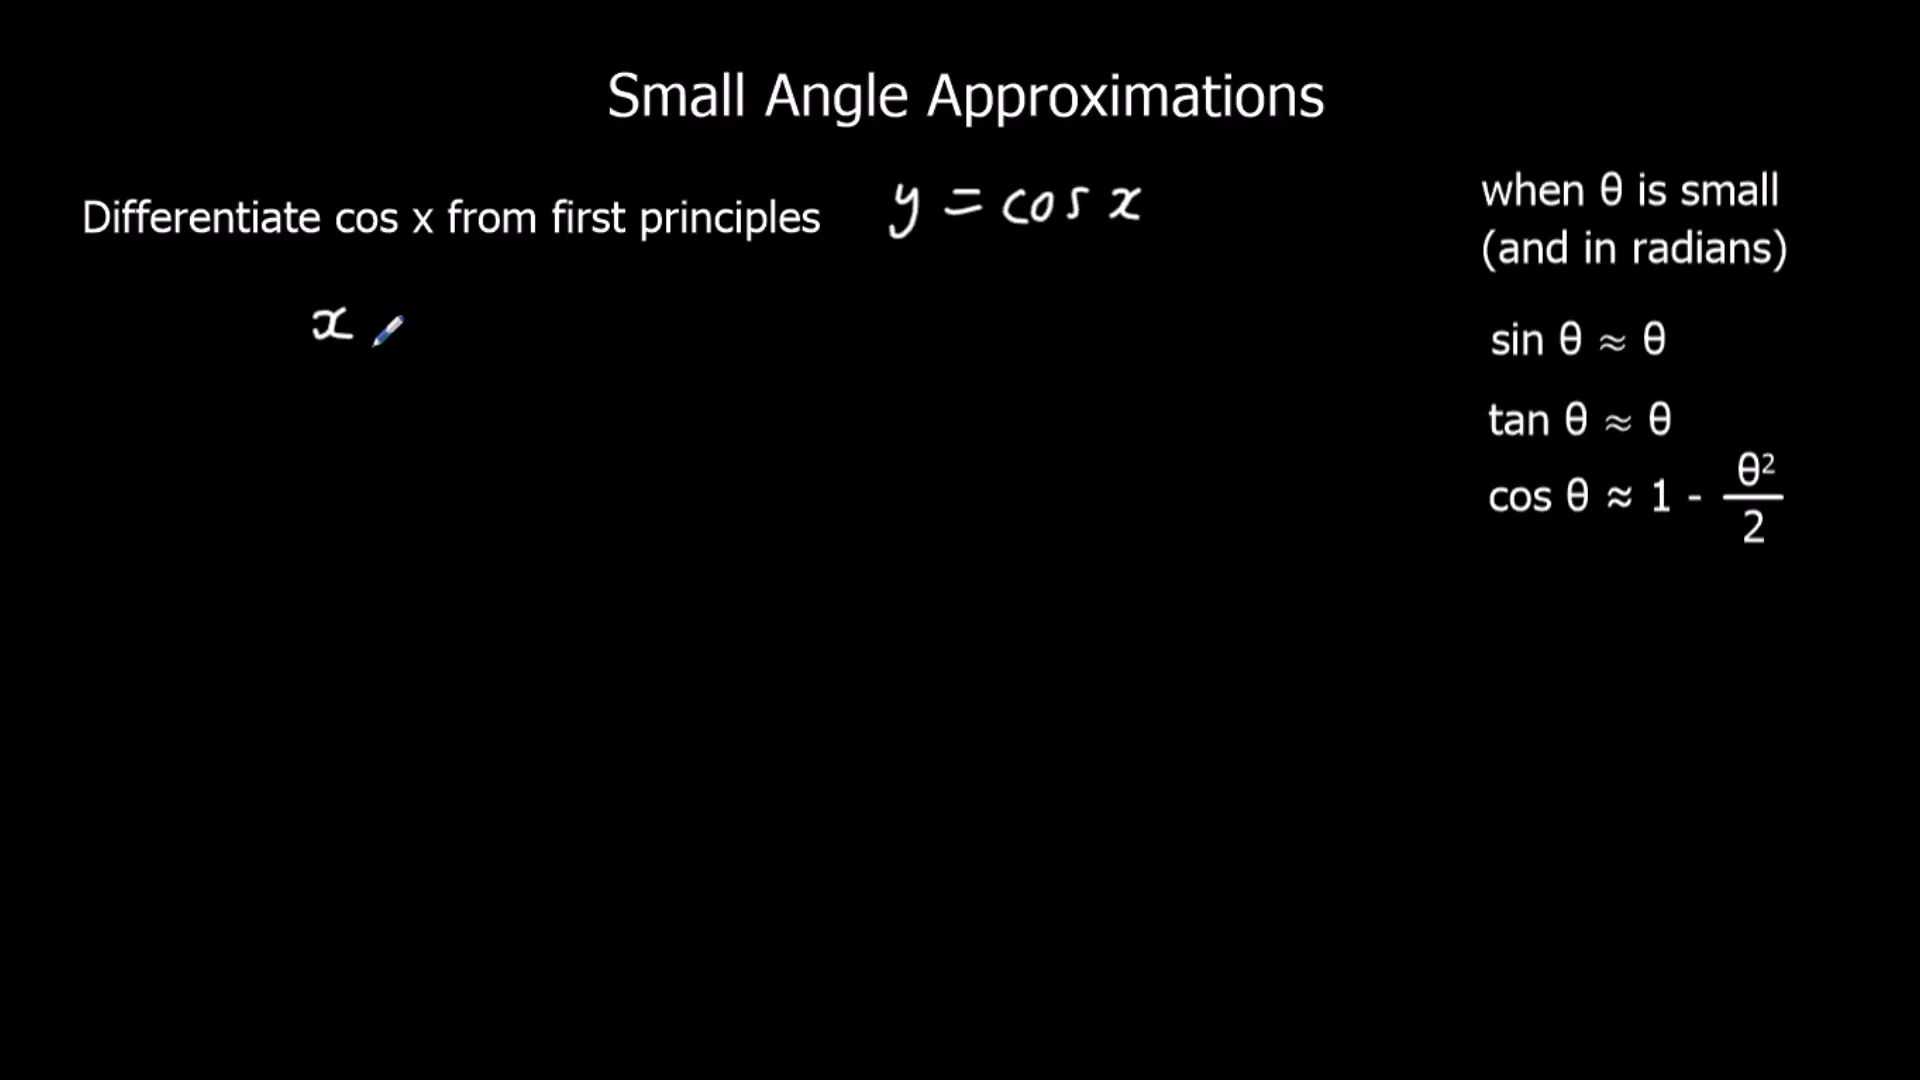 Small Angle Approximations
Differentiate cos x from first principles
y = cos x
x
when θ is small
(and in radians)
sin θ ≈ θ
tan θ ≈ θ
cos θ ≈ 1 - θ²/2